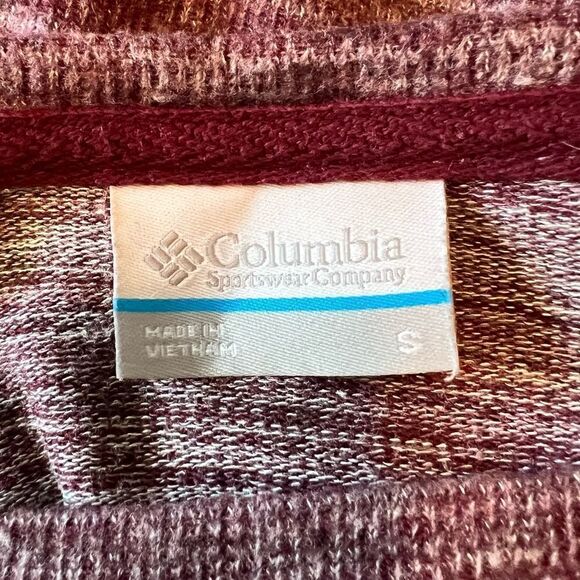 Columbia
Sportswear Company
MADE IN
VIETNAM
S